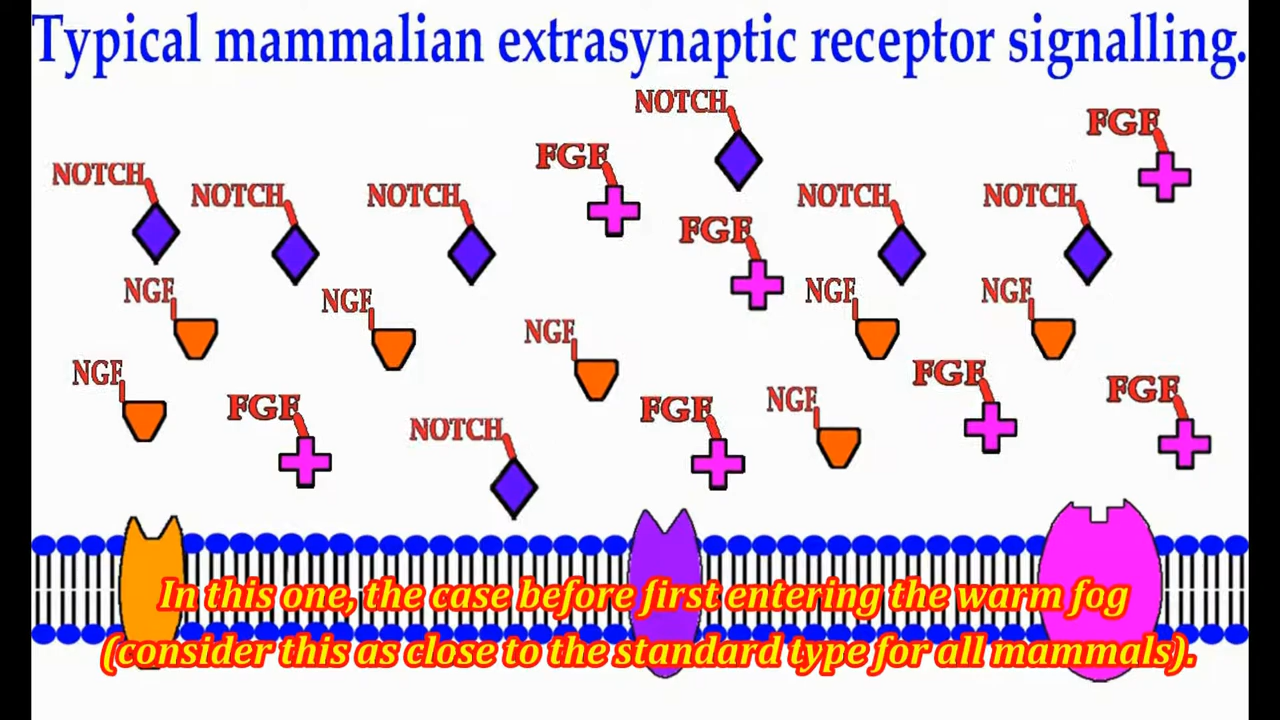 Typical mammalian extrasynaptic receptor signalling.
NOTCH
FGF
FGF
NOTCH
NOTCH
NOTCH
NOTCH
NOTCH
FGF
NGF
NGF
NGF
NGF
NGF
NGF
FGF
FGF
NGF
FGF
FGF
NOTCH
In this one, the case before first entering the warm fog
(consider this as close to the standard type for all mammals).